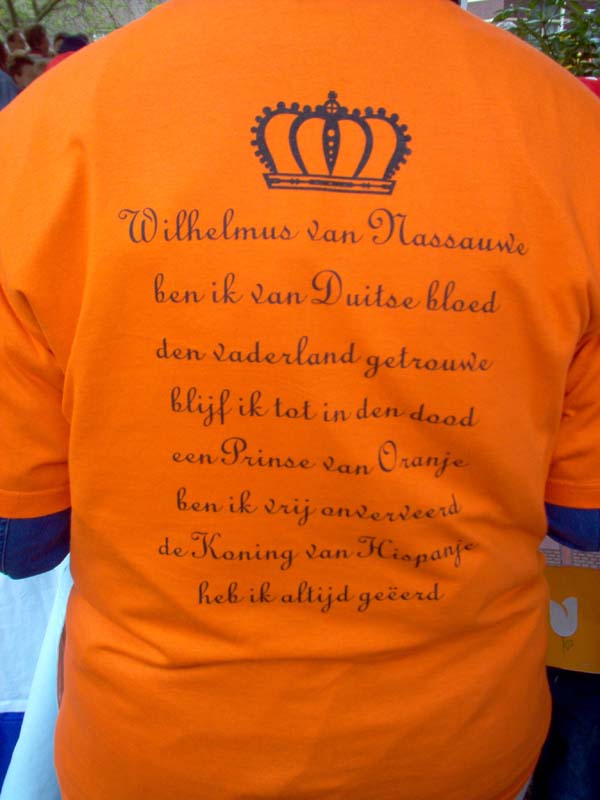 Wilhelmus van Nassauwe
ben ik van Duitse bloed
den vaderland getrouwe
blijf ik tot in den dood
een Prinse van Oranje
ben ik vrij onverveerd
de Koning van Hispanje
heb ik altijd geëerd